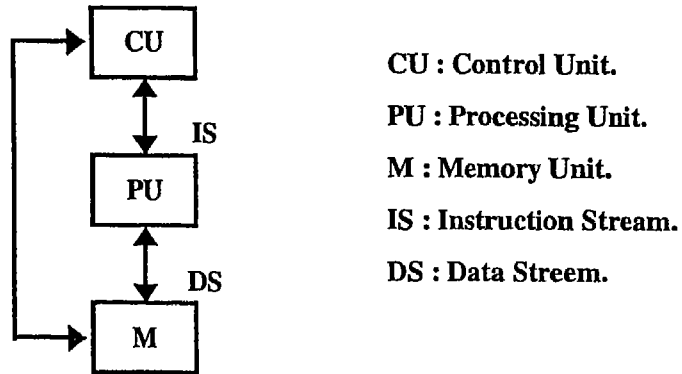 CU
IS
PU
DS
M
CU : Control Unit.
PU : Processing Unit.
M : Memory Unit.
IS : Instruction Stream.
DS : Data Streem.